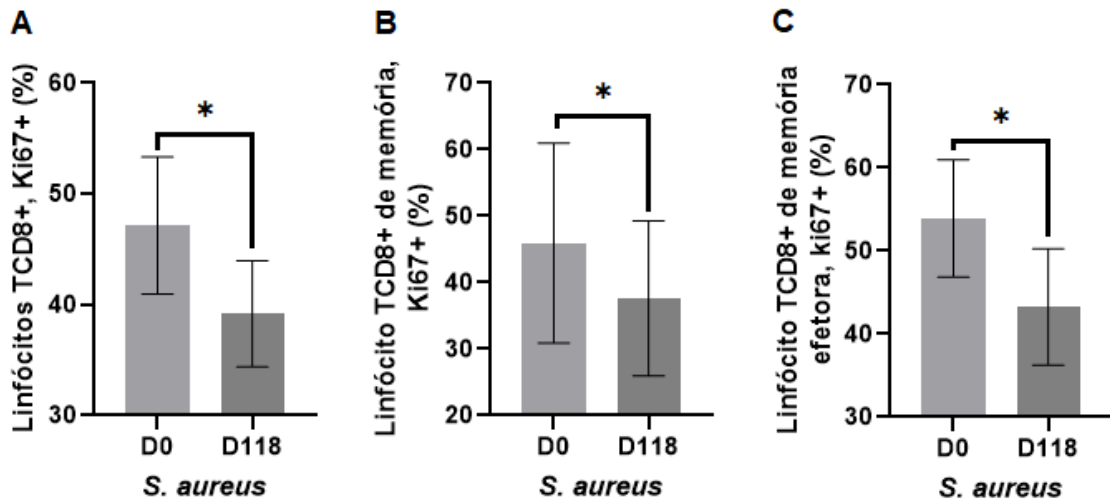 A
Linfócitos TCD8+, Ki67+ (%)
60
50
40
30
*
D0
D118
S. aureus
B
Linfócito TCD8+ de memória,
Ki67+ (%)
70
60
50
40
30
20
*
D0
D118
S. aureus
C
Linfócito TCD8+ de memória
efetora, ki67+ (%)
70
60
50
40
30
*
D0
D118
S. aureus